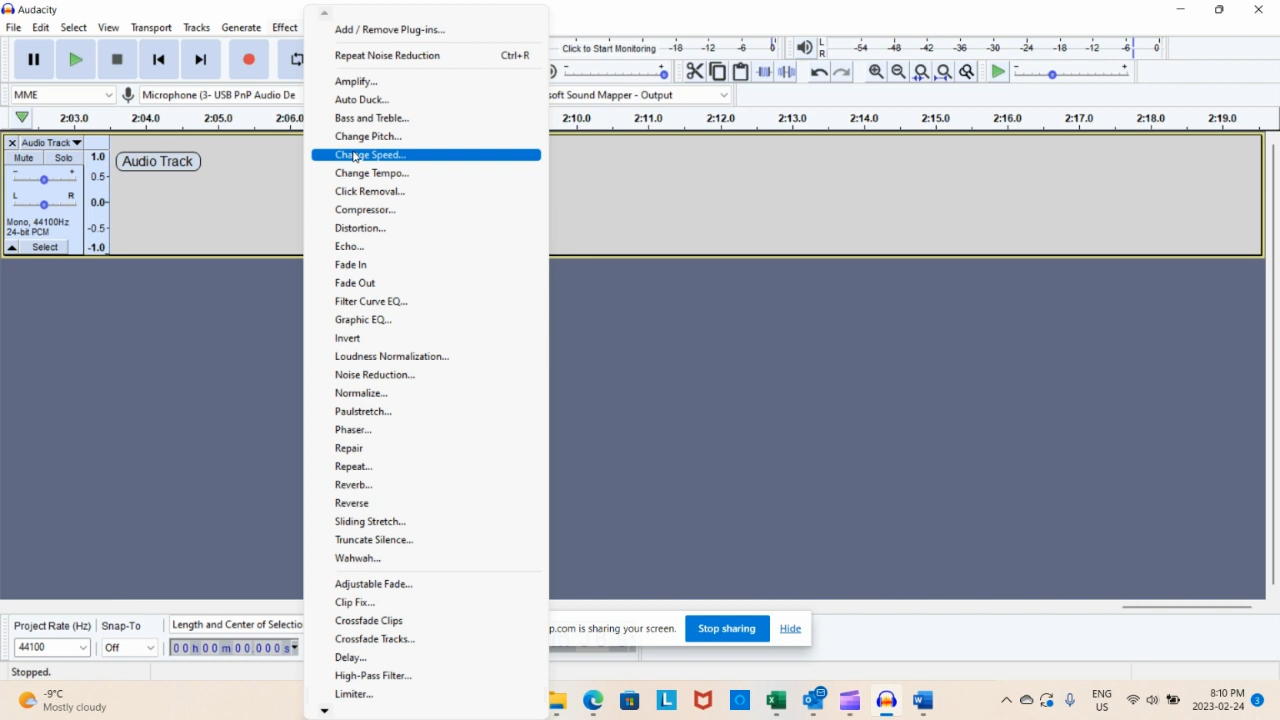 Audacity
File Edit Select View Transport Tracks Generate Effect
Add / Remove Plug-ins...
Repeat Noise Reduction Ctrl+R
Amplify...
Auto Duck...
Bass and Treble...
Change Pitch...
Change Speed...
Change Tempo...
Click Removal...
Compressor...
Distortion...
Echo...
Fade In
Fade Out
Filter Curve EQ...
Graphic EQ...
Invert
Loudness Normalization...
Noise Reduction...
Normalize...
Paulstretch...
Phaser...
Repair
Repeat...
Reverb...
Reverse
Sliding Stretch...
Truncate Silence...
Wahwah...
Adjustable Fade...
Clip Fix...
Crossfade Clips
Crossfade Tracks...
Delay...
High-Pass Filter...
Limiter...
Click to Start Monitoring -18 -12 -6 0
L
R
-54 -48 -42 -36 -30 -24 -18 -12 -6 0
MME Microphone (3- USB PnP Audio De
soft Sound Mapper - Output
2:03.0 2:04.0 2:05.0 2:06.0 2:10.0 2:11.0 2:12.0 2:13.0 2:14.0 2:15.0 2:16.0 2:17.0 2:18.0 2:19.0
Audio Track
Mute Solo
- +
L R
Mono, 44100Hz
24-bit PCM
Select
1.0
0.5
0.0
-0.5
-1.0
Audio Track
p.com is sharing your screen. Stop sharing Hide
Project Rate (Hz) Snap-To Length and Center of Selectio
44100 Off 00h00m00.000s
Stopped.
-9°C
Mostly cloudy
ENG
US
8:10 PM
2023-02-24
3